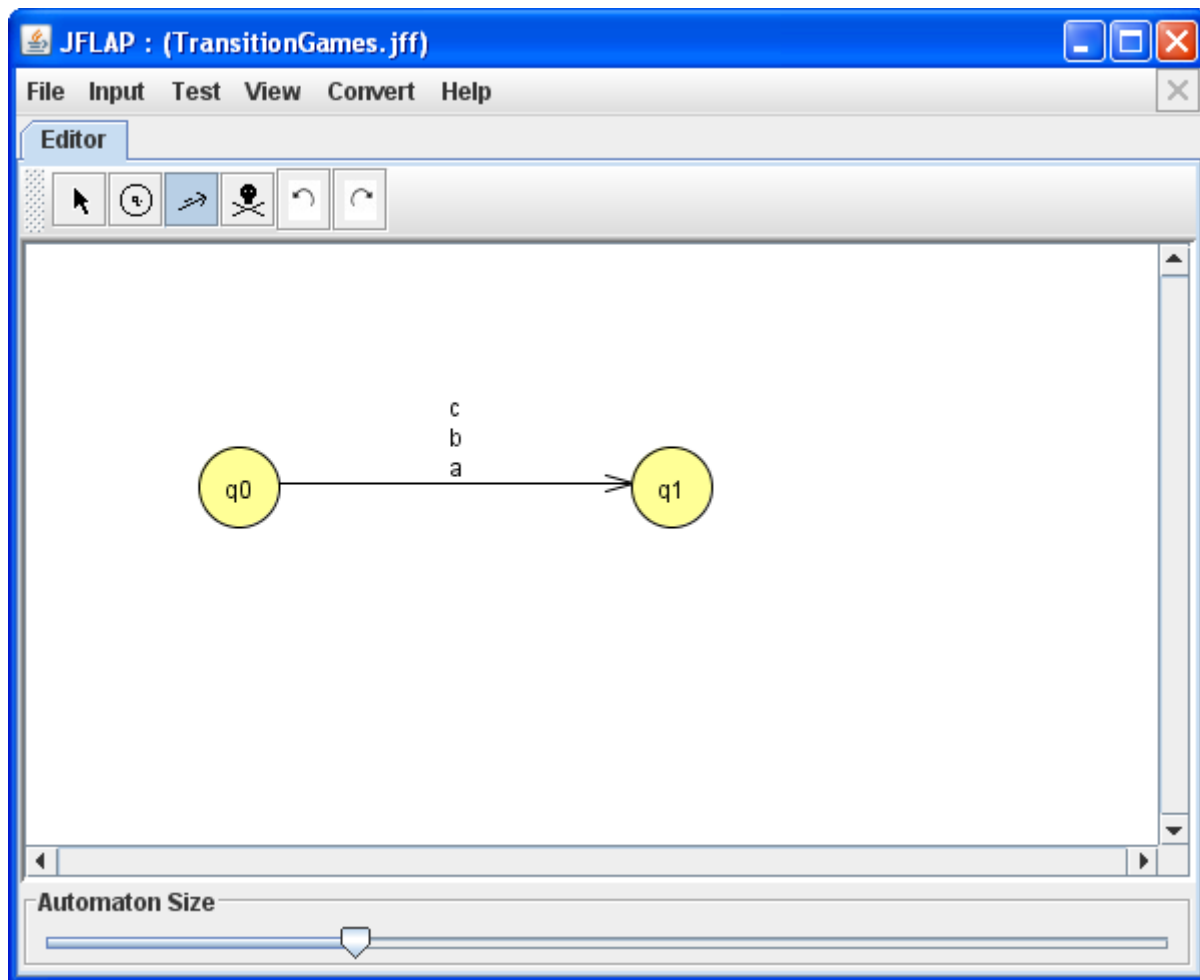 JFLAP : (TransitionGames.jff)
File Input Test View Convert Help
Editor
q
c
b
a
q0
q1
Automaton Size